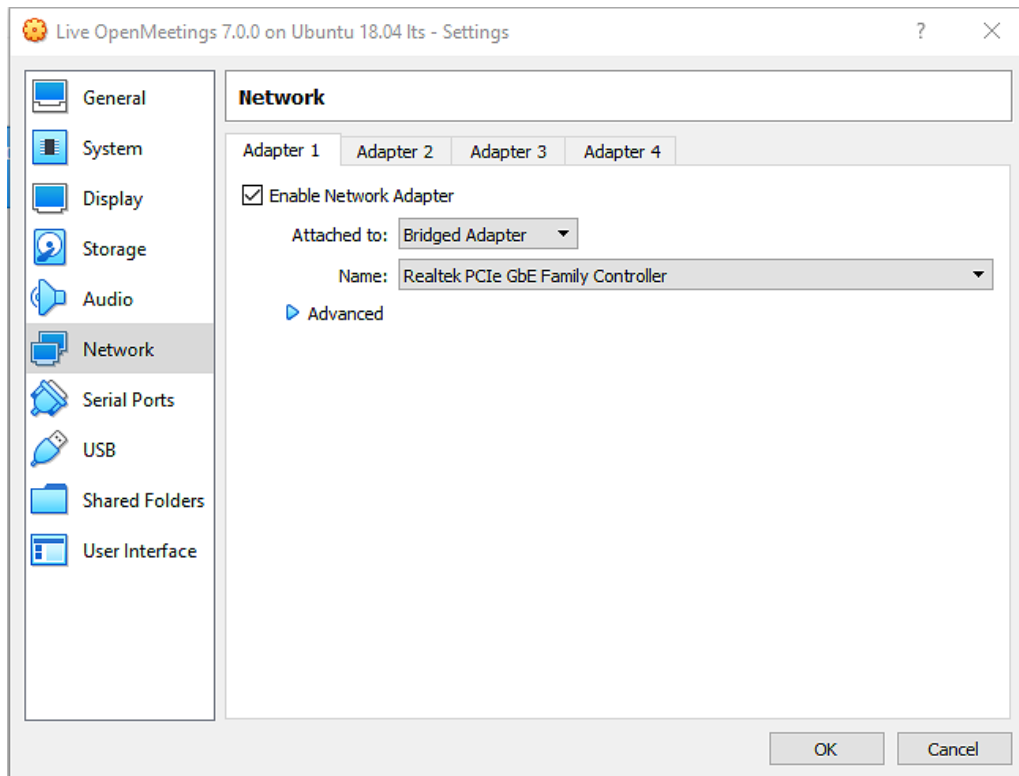 Live OpenMeetings 7.0.0 on Ubuntu 18.04 lts - Settings
?
General
System
Display
Storage
Audio
Network
Serial Ports
USB
Shared Folders
User Interface
Network
Adapter 1 Adapter 2 Adapter 3 Adapter 4
Enable Network Adapter
Attached to: Bridged Adapter
Name: Realtek PCIe GbE Family Controller
Advanced
OK Cancel